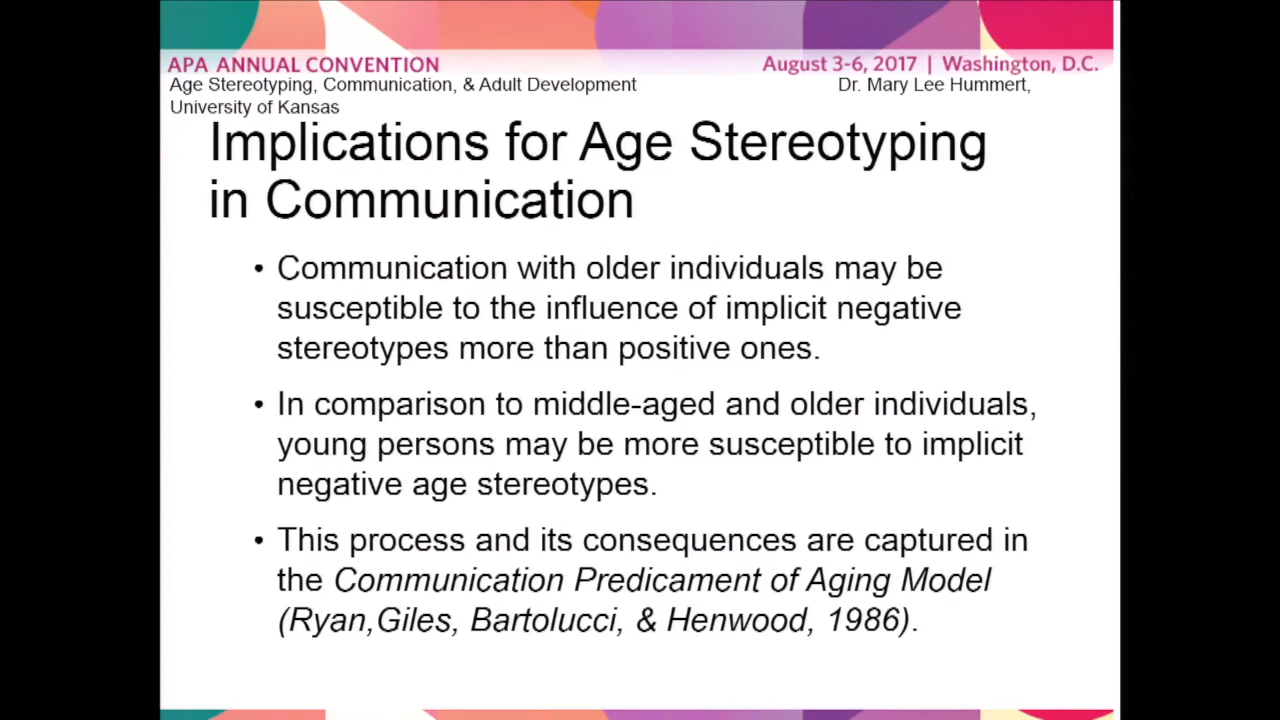 APA ANNUAL CONVENTION August 3-6, 2017 | Washington, D.C.
Age Stereotyping, Communication, & Adult Development Dr. Mary Lee Hummert,
University of Kansas
Implications for Age Stereotyping
in Communication
• Communication with older individuals may be
susceptible to the influence of implicit negative
stereotypes more than positive ones.
• In comparison to middle-aged and older individuals,
young persons may be more susceptible to implicit
negative age stereotypes.
• This process and its consequences are captured in
the Communication Predicament of Aging Model
(Ryan,Giles, Bartolucci, & Henwood, 1986).